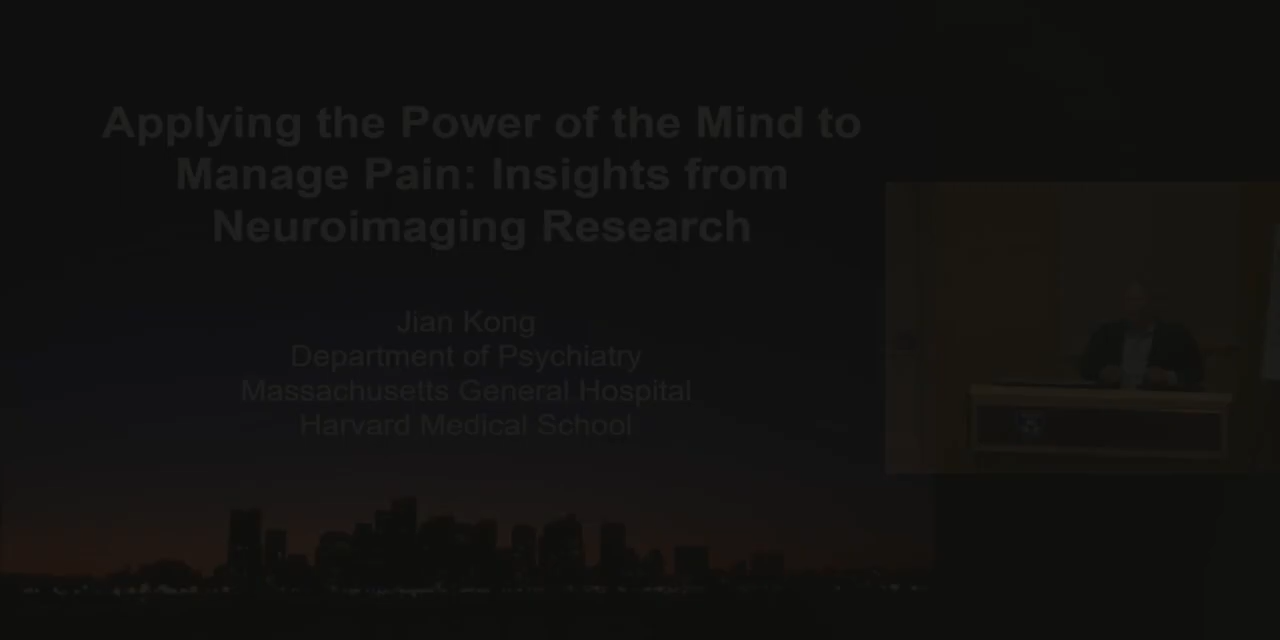 Applying the Power of the Mind to
Manage Pain: Insights from
Neuroimaging Research
Jian Kong
Department of Psychiatry
Massachusetts General Hospital
Harvard Medical School